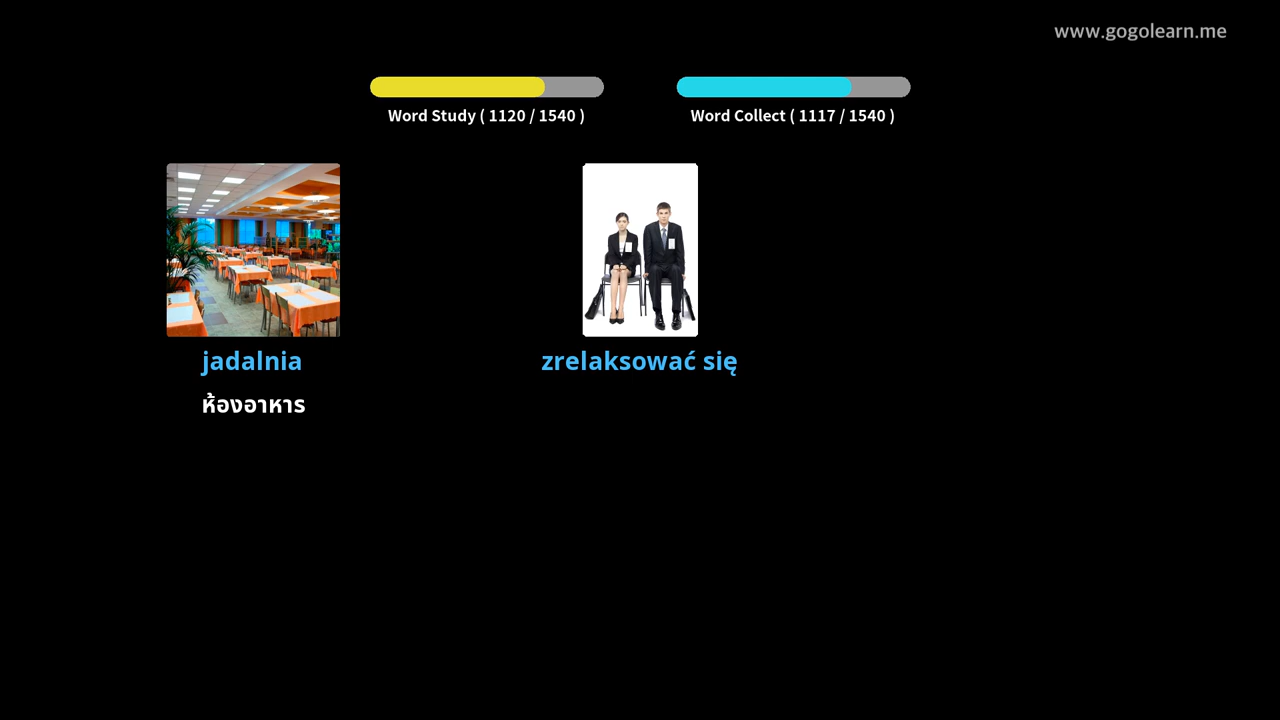 www.gogolearn.me
Word Study ( 1120 / 1540 )
Word Collect ( 1117 / 1540 )
jadalnia
ห้องอาหาร
zrelaksować się